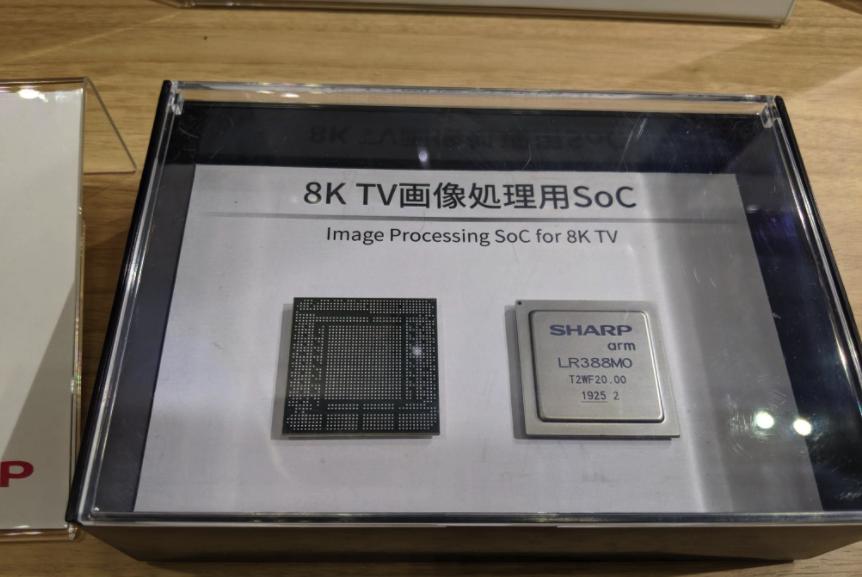 8K TV画像処理用SoC
Image Processing SoC for 8K TV
SHARP
arm
LR388M0
T2WF20.00
1925 2
P